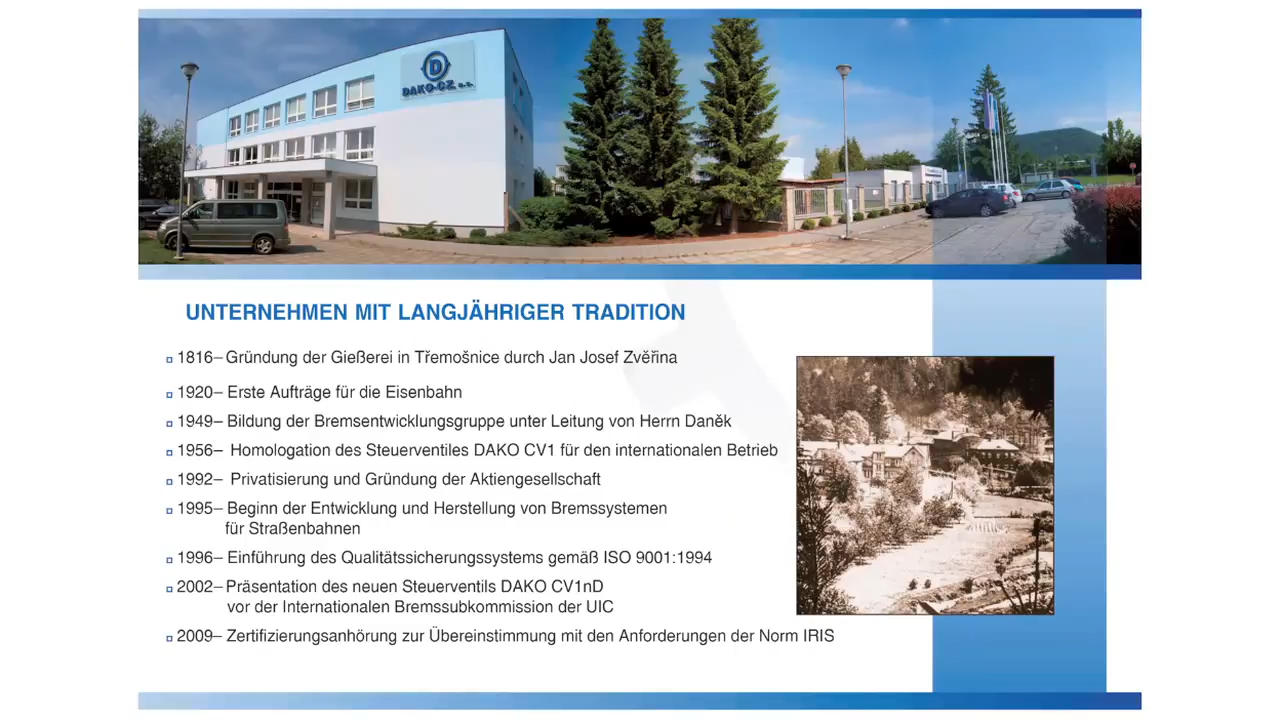 DAKO-CZ a.s.
UNTERNEHMEN MIT LANGJÄHRIGER TRADITION
1816– Gründung der Gießerei in Třemošnice durch Jan Josef Zvěřina
1920– Erste Aufträge für die Eisenbahn
1949– Bildung der Bremsentwicklungsgruppe unter Leitung von Herrn Daněk
1956– Homologation des Steuerventiles DAKO CV1 für den internationalen Betrieb
1992– Privatisierung und Gründung der Aktiengesellschaft
1995– Beginn der Entwicklung und Herstellung von Bremssystemen
für Straßenbahnen
1996– Einführung des Qualitätssicherungssystems gemäß ISO 9001:1994
2002– Präsentation des neuen Steuerventils DAKO CV1nD
vor der Internationalen Bremssubkommission der UIC
2009– Zertifizierungsanhörung zur Übereinstimmung mit den Anforderungen der Norm IRIS